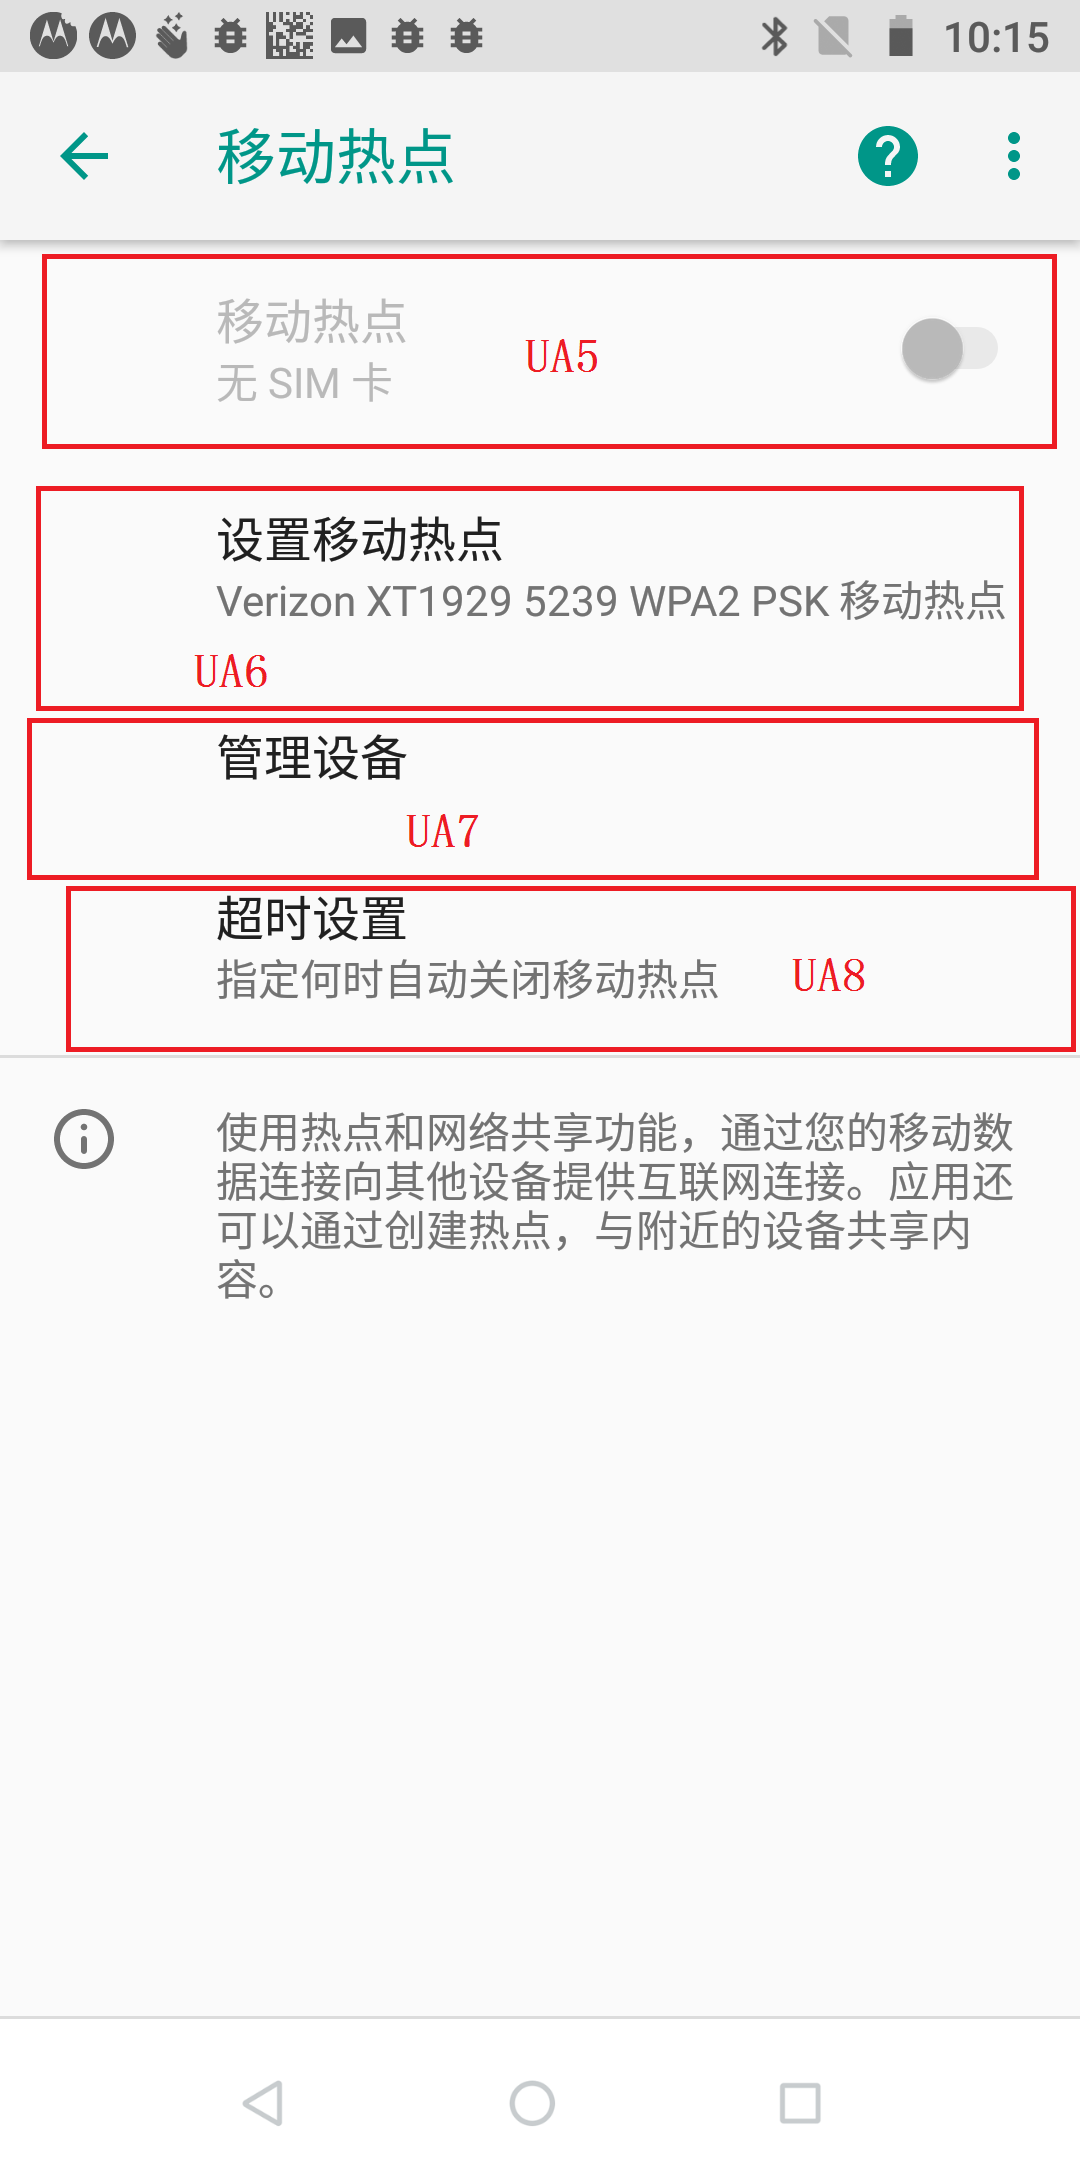 10:15
移动热点
移动热点
无 SIM 卡
UA5
设置移动热点
Verizon XT1929 5239 WPA2 PSK 移动热点
UA6
管理设备
UA7
超时设置
指定何时自动关闭移动热点
UA8
使用热点和网络共享功能，通过您的移动数
据连接向其他设备提供互联网连接。应用还
可以通过创建热点，与附近的设备共享内
容。